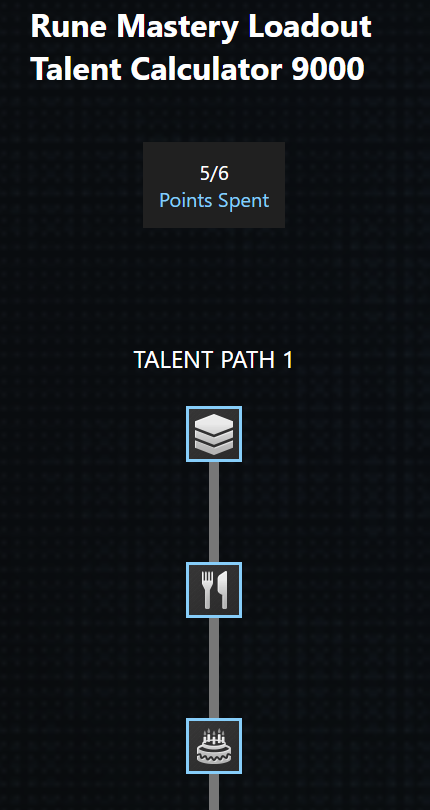 Rune Mastery Loadout
Talent Calculator 9000
5/6
Points Spent
TALENT PATH 1